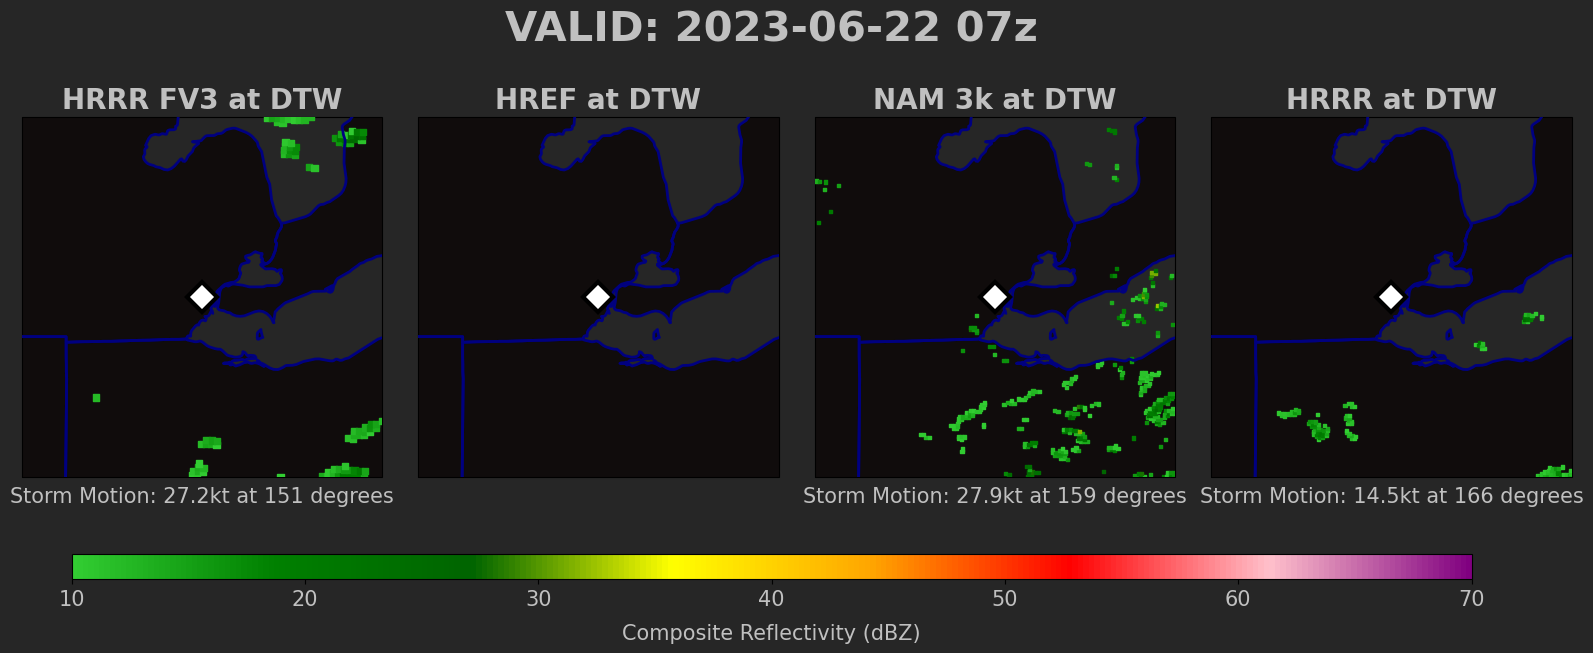 VALID: 2023-06-22 07z
HRRR FV3 at DTW
HREF at DTW
NAM 3k at DTW
HRRR at DTW
Storm Motion: 27.2kt at 151 degrees
Storm Motion: 27.9kt at 159 degrees
Storm Motion: 14.5kt at 166 degrees
10 20 30 40 50 60 70
Composite Reflectivity (dBZ)